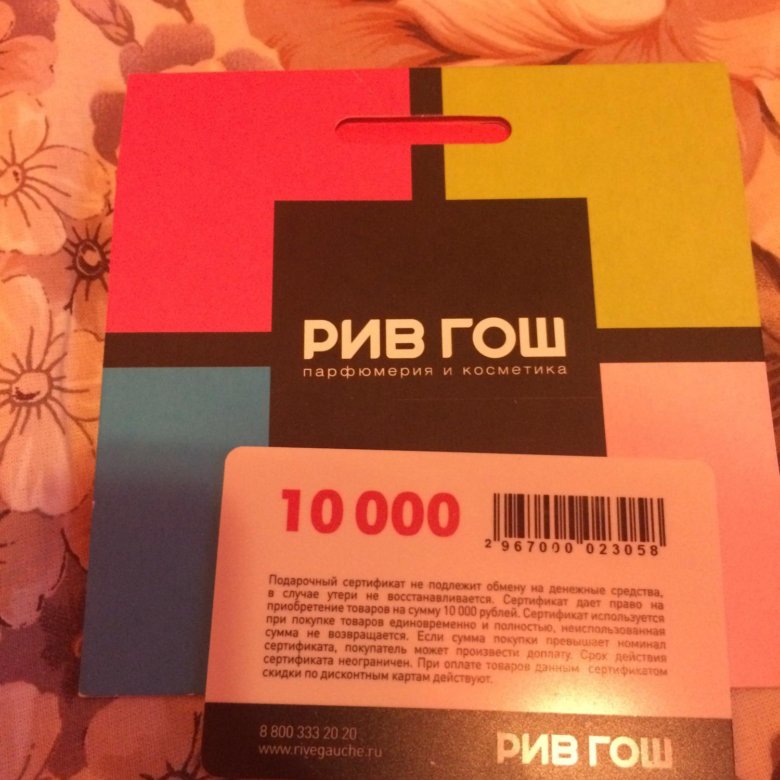 РИВ ГОШ
парфюмерия и косметика
10 000
2 967000 023058
Подарочный сертификат не подлежит обмену на денежные средства,
в случае утери не восстанавливается. Сертификат дает право на
приобретение товаров на сумму 10 000 рублей. Сертификат используется
при покупке товаров единовременно и полностью, неиспользованная
сумма не возвращается. Если сумма покупки превышает номинал
сертификата, покупатель может произвести доплату. Срок действия
сертификата неограничен. При оплате товаров данным сертификатом
скидки по дисконтным картам действуют.
8 800 333 20 20
www.rivegauche.ru
РИВ ГОШ